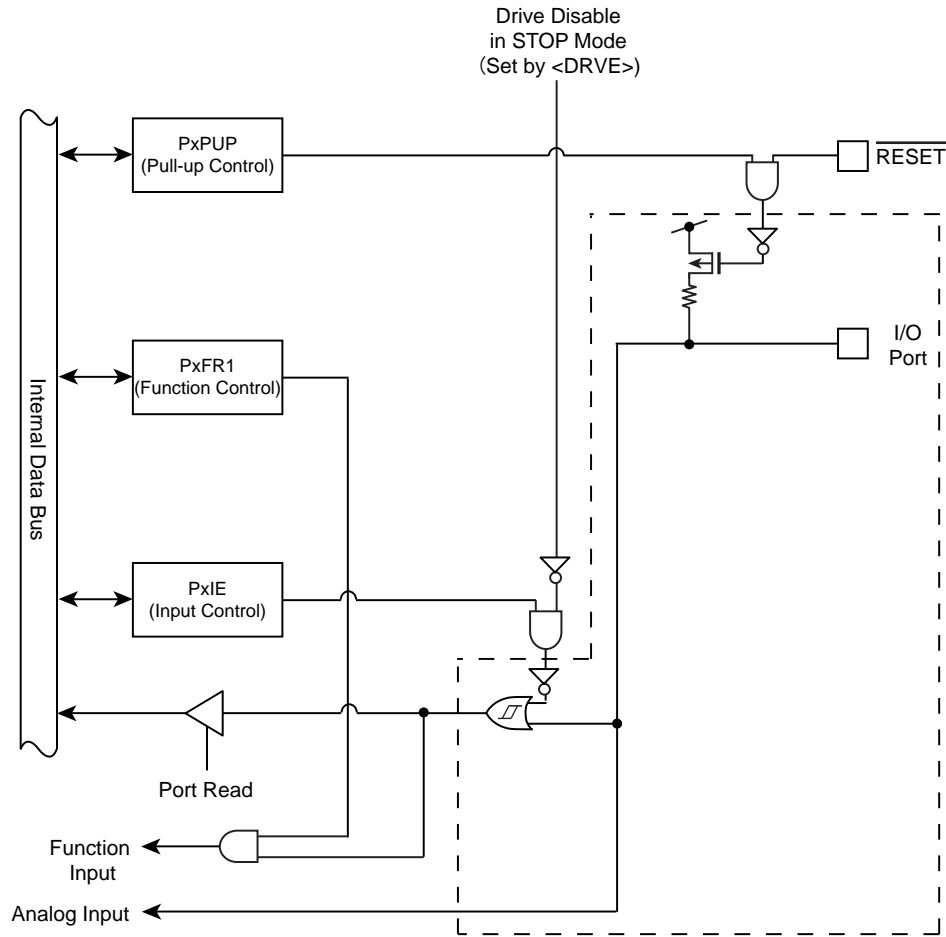 Drive Disable
in STOP Mode
(Set by <DRVE>)
PxPUP
(Pull-up Control)
RESET
I/O
Port
PxFR1
(Function Control)
Internal Data Bus
PxIE
(Input Control)
Port Read
Function
Input
Analog Input